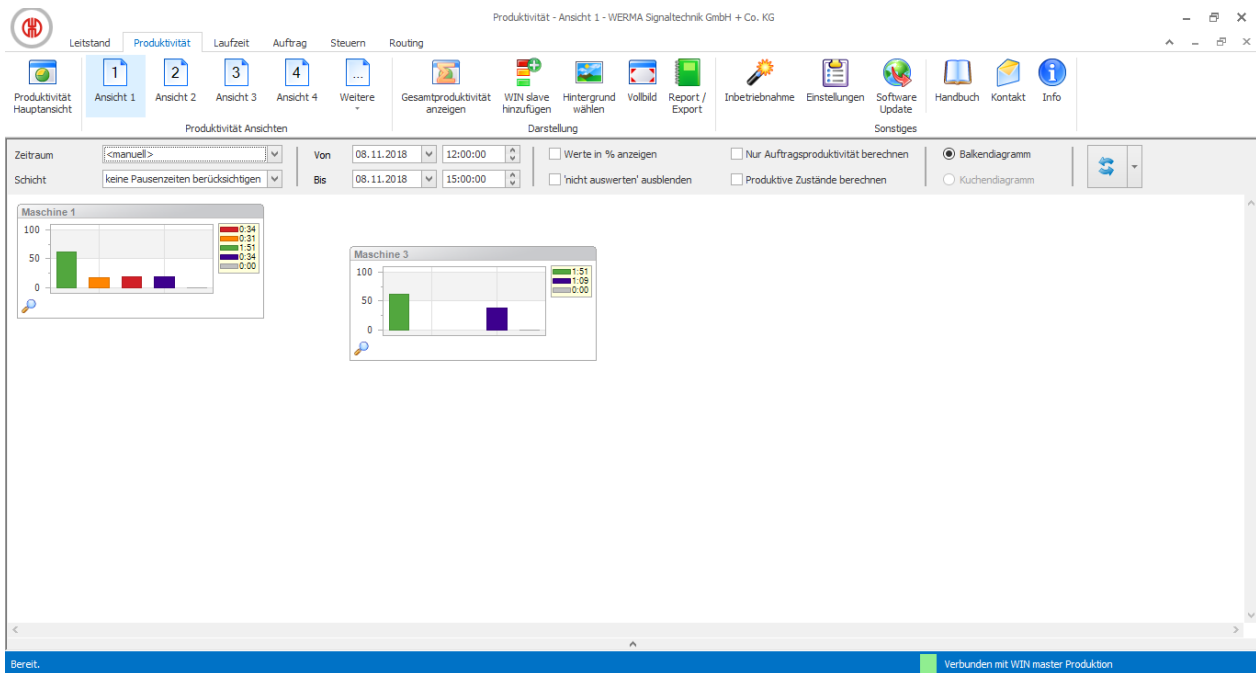 Produktivität - Ansicht 1 - WERMA Signaltechnik GmbH + Co. KG
Leitstand Produktivität Laufzeit Auftrag Steuern Routing
1 2 3 4 ...
Produktivität Hauptansicht
Ansicht 1
Ansicht 2
Ansicht 3
Ansicht 4
Weitere
Gesamtproduktivität anzeigen
WIN slave hinzufügen
Hintergrund wählen
Vollbild
Report / Export
Inbetriebnahme
Einstellungen
Software Update
Handbuch
Kontakt
Info
Produktivität Ansichten
Darstellung
Sonstiges
Zeitraum <manuell> Von 08.11.2018 12:00:00 Werte in % anzeigen Nur Auftragsproduktivität berechnen Balkendiagramm
Schicht keine Pausenzeiten berücksichtigen Bis 08.11.2018 15:00:00 'nicht auswerten' ausblenden Produktive Zustände berechnen Kuchendiagramm
Maschine 1
100
50
0
0:34
0:31
1:51
0:34
0:00
Maschine 3
100
50
0
1:51
1:09
0:00
Bereit. Verbunden mit WIN master Produktion